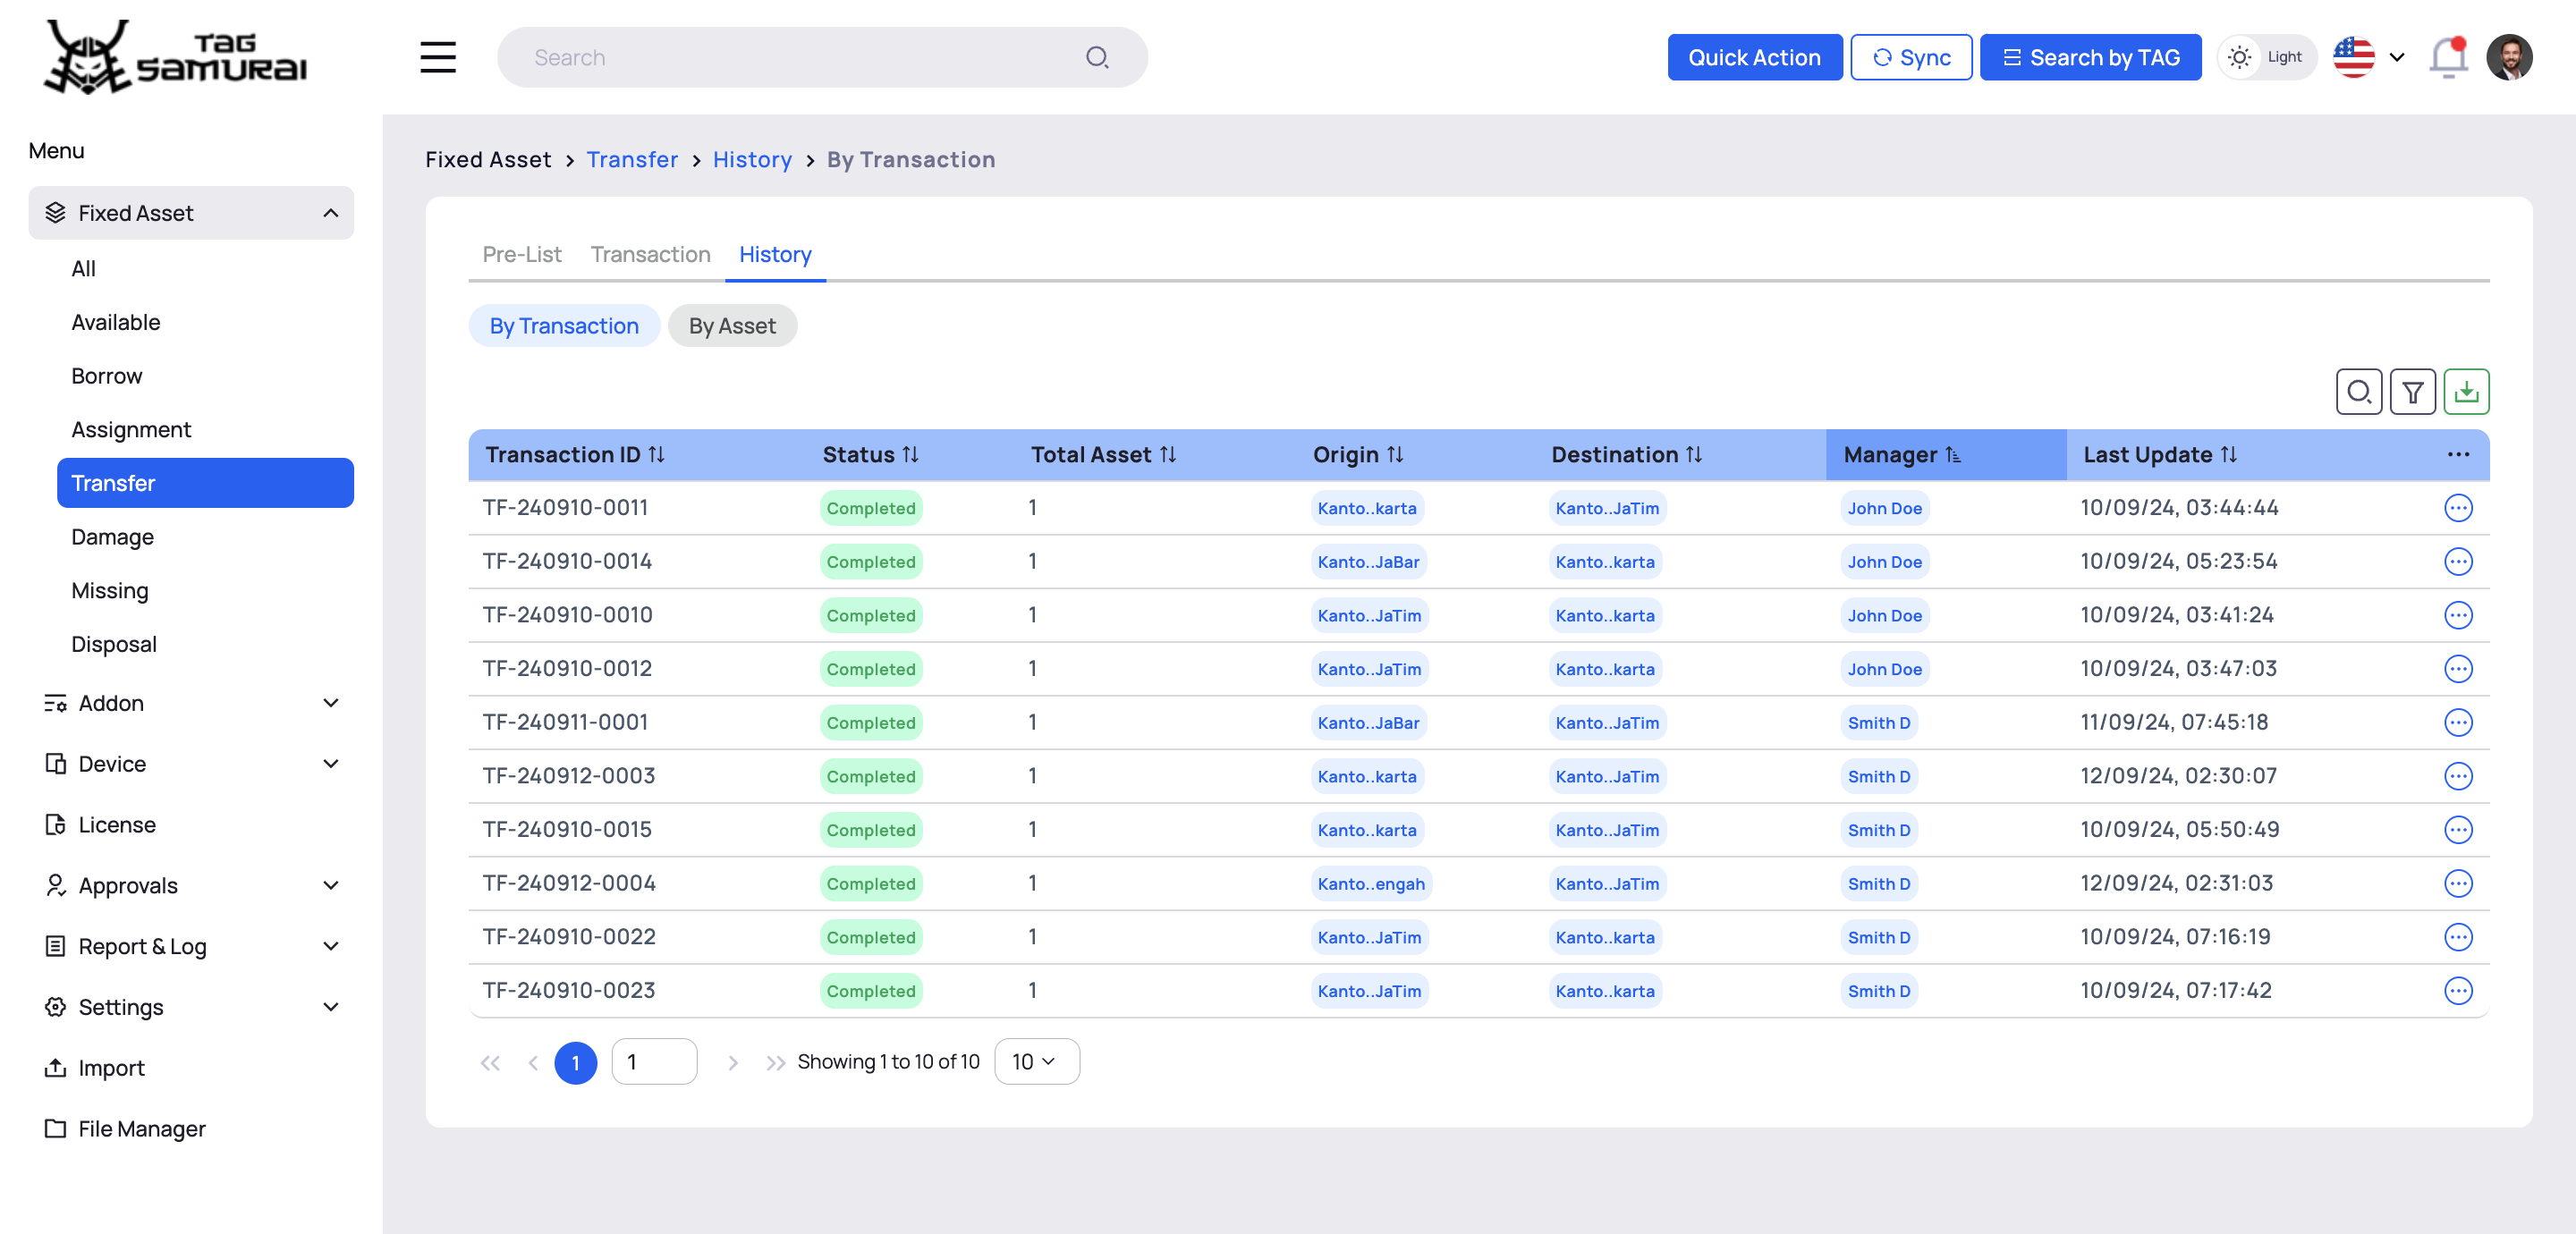 TAG SAMURAI
Search
Quick Action
Sync
Search by TAG
Light
Menu
Fixed Asset
All
Available
Borrow
Assignment
Transfer
Damage
Missing
Disposal
Addon
Device
License
Approvals
Report & Log
Settings
Import
File Manager
Fixed Asset > Transfer > History > By Transaction
Pre-List Transaction History
By Transaction By Asset
Transaction ID Status Total Asset Origin Destination Manager Last Update
TF-240910-0011 Completed 1 Kanto..karta Kanto..JaTim John Doe 10/09/24, 03:44:44
TF-240910-0014 Completed 1 Kanto..JaBar Kanto..karta John Doe 10/09/24, 05:23:54
TF-240910-0010 Completed 1 Kanto..JaTim Kanto..karta John Doe 10/09/24, 03:41:24
TF-240910-0012 Completed 1 Kanto..JaTim Kanto..karta John Doe 10/09/24, 03:47:03
TF-240911-0001 Completed 1 Kanto..JaBar Kanto..JaTim Smith D 11/09/24, 07:45:18
TF-240912-0003 Completed 1 Kanto..karta Kanto..JaTim Smith D 12/09/24, 02:30:07
TF-240910-0015 Completed 1 Kanto..karta Kanto..JaTim Smith D 10/09/24, 05:50:49
TF-240912-0004 Completed 1 Kanto..engah Kanto..JaTim Smith D 12/09/24, 02:31:03
TF-240910-0022 Completed 1 Kanto..JaTim Kanto..karta Smith D 10/09/24, 07:16:19
TF-240910-0023 Completed 1 Kanto..JaTim Kanto..karta Smith D 10/09/24, 07:17:42
1 1 Showing 1 to 10 of 10 10